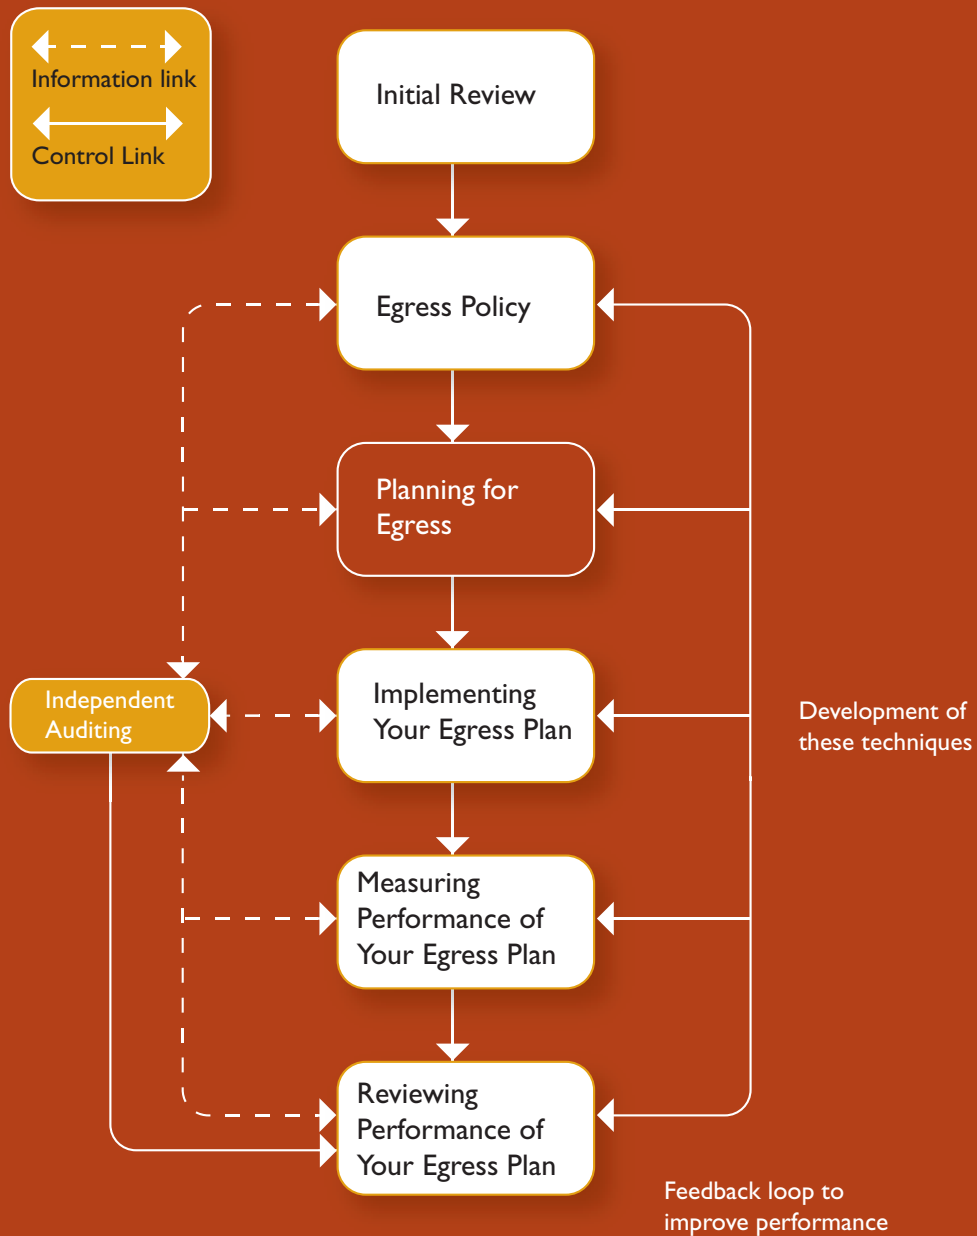 Information link
Control Link
Initial Review
Egress Policy
Planning for
Egress
Independent
Auditing
Implementing
Your Egress Plan
Development of
these techniques
Measuring
Performance of
Your Egress Plan
Reviewing
Performance of
Your Egress Plan
Feedback loop to
improve performance